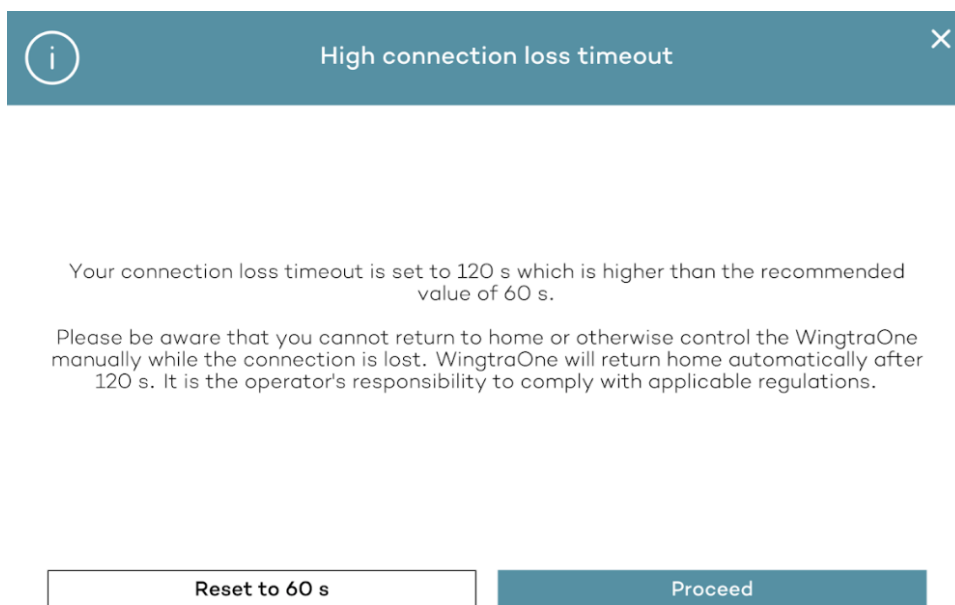 i
High connection loss timeout
Your connection loss timeout is set to 120 s which is higher than the recommended
value of 60 s.
Please be aware that you cannot return to home or otherwise control the WingtraOne
manually while the connection is lost. WingtraOne will return home automatically after
120 s. It is the operator's responsibility to comply with applicable regulations.
Reset to 60 s
Proceed